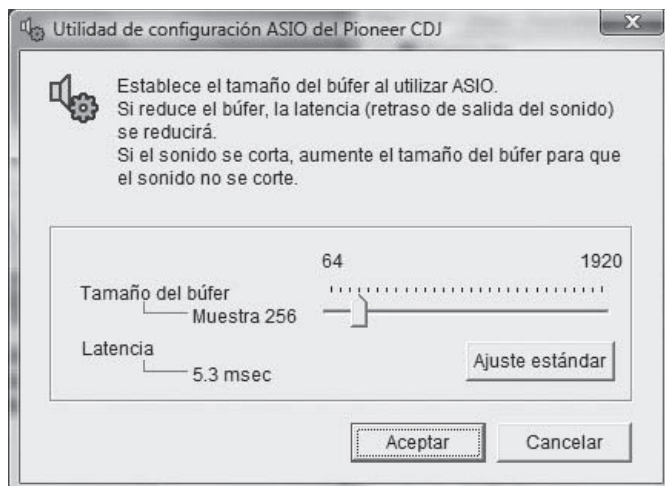 Utilidad de configuración ASIO del Pioneer CDJ
Establece el tamaño del búfer al utilizar ASIO.
Si reduce el búfer, la latencia (retraso de salida del sonido)
se reducirá.
Si el sonido se corta, aumente el tamaño del búfer para que
el sonido no se corte.
64 1920
Tamaño del búfer
Muestra 256
Latencia
5.3 msec
Ajuste estándar
Aceptar Cancelar